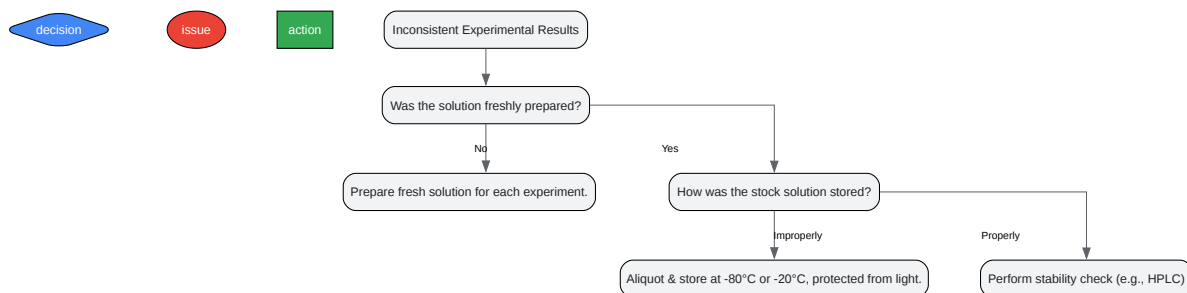 decision
issue
action
Inconsistent Experimental Results
Was the solution freshly prepared?
No
Yes
Prepare fresh solution for each experiment.
How was the stock solution stored?
Improperly
Properly
Aliquot & store at -80°C or -20°C, protected from light.
Perform stability check (e.g., HPLC)